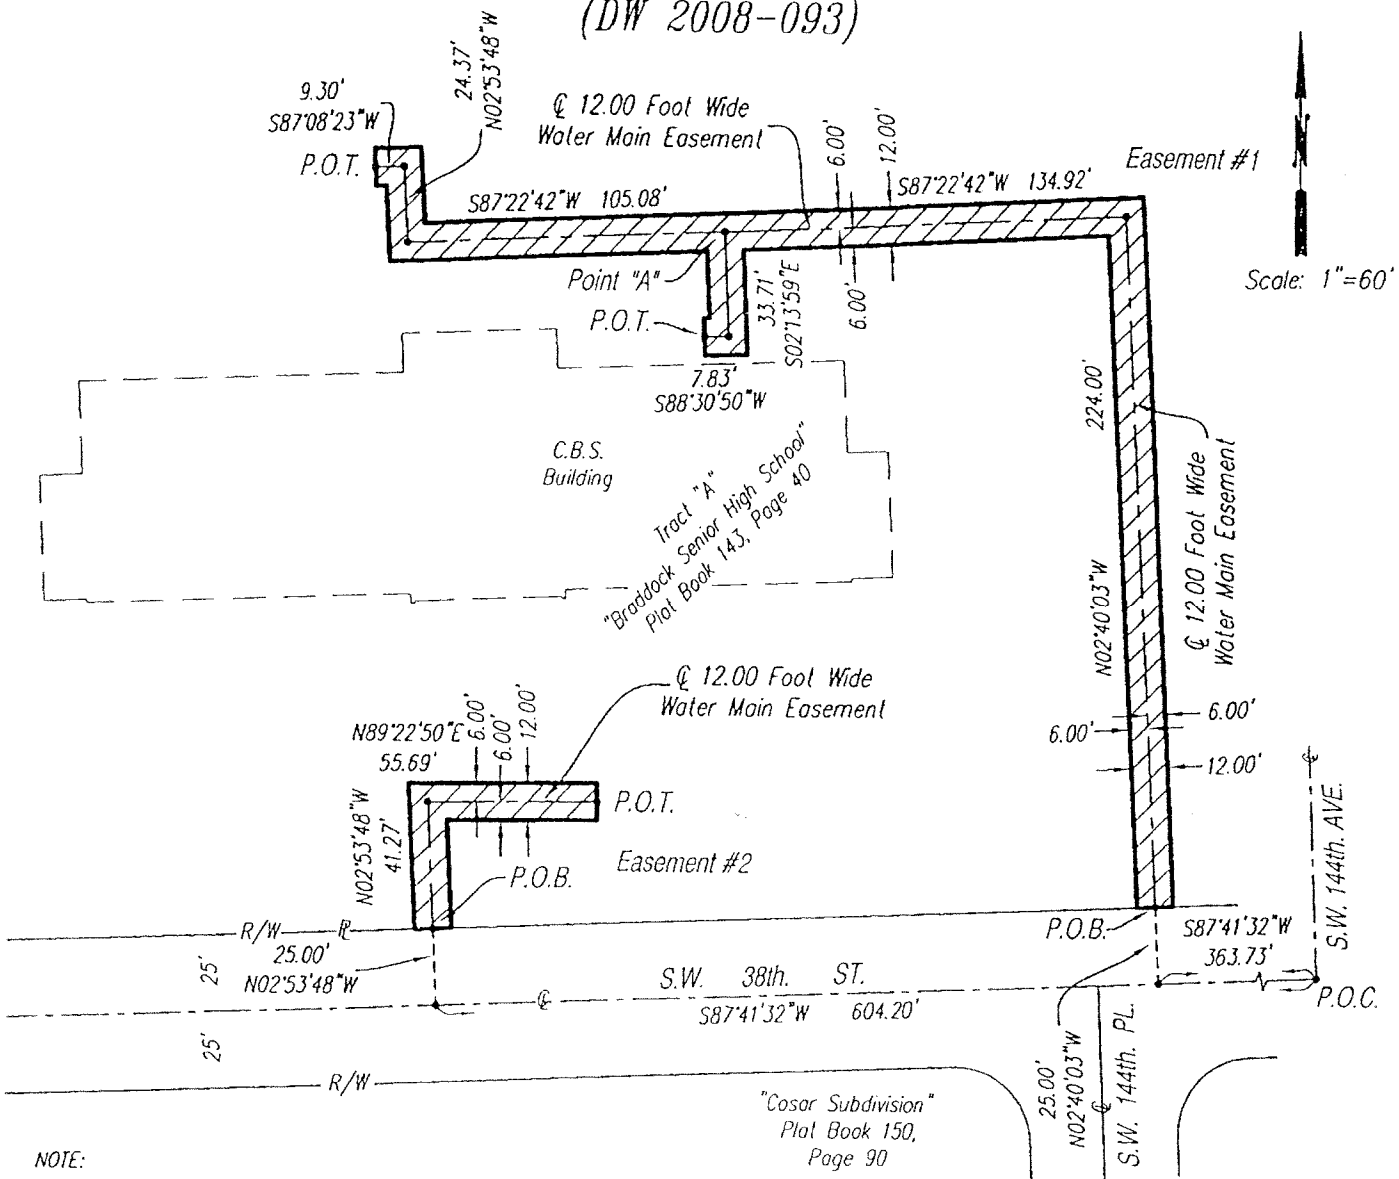 (DW 2008-093)
24.37'
N02°53'48"W
9.30'
S87°08'23"W
P.O.T.
℄ 12.00 Foot Wide
Water Main Easement
6.00'
12.00'
Easement #1
N
Scale: 1"=60'
S87°22'42"W 105.08'
S87°22'42"W 134.92'
Point "A"
P.O.T.
33.71'
S02°13'59"E
6.00'
7.83'
S88°30'50"W
C.B.S.
Building
Tract "A"
"Braddock Senior High School"
Plat Book 143, Page 40
224.00'
N02°40'03"W
℄ 12.00 Foot Wide
Water Main Easement
℄ 12.00 Foot Wide
Water Main Easement
N89°22'50"E
55.69'
6.00'
6.00'
12.00'
P.O.T.
N02°53'48"W
41.27'
P.O.B.
Easement #2
6.00'
6.00'
12.00'
℄
S.W. 144th. AVE.
P.O.B.
S87°41'32"W
363.73'
P.O.C.
R/W
25.00'
N02°53'48"W
25'
℄
S.W. 38th. ST.
S87°41'32"W 604.20'
25'
R/W
25.00'
N02°40'03"W
℄
S.W. 144th. PL.
"Cosar Subdivision"
Plat Book 150,
Page 90
NOTE: